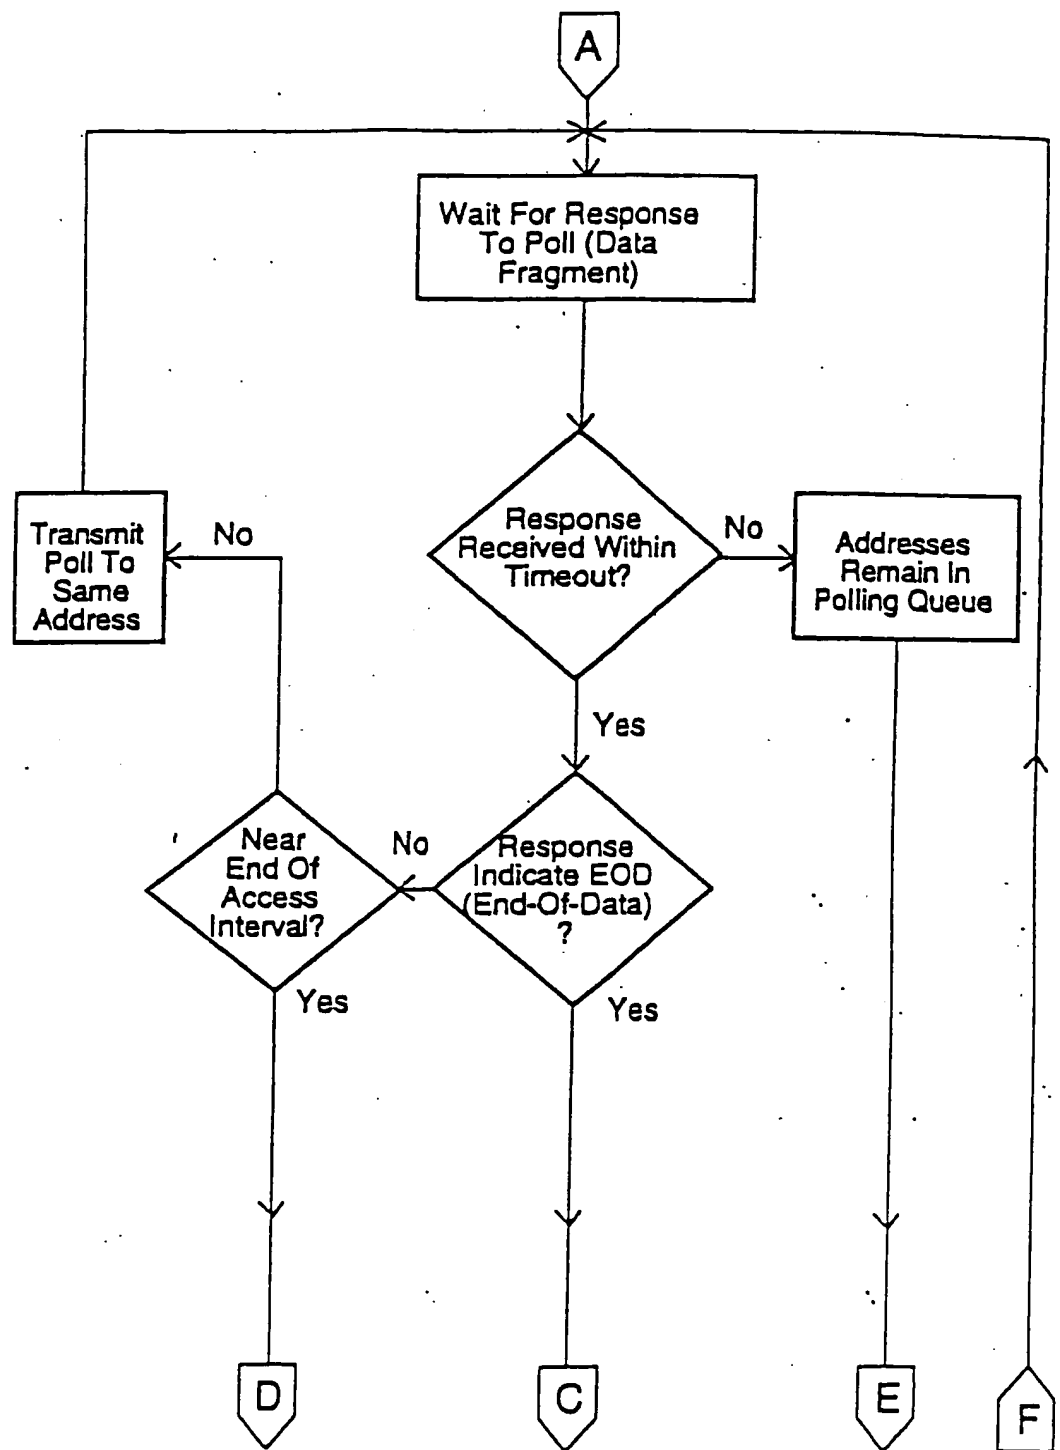 A
Wait For Response
To Poll (Data
Fragment)
Response
Received Within
Timeout?
No
Addresses
Remain In
Polling Queue
Transmit
Poll To
Same
Address
No
Yes
Near
End Of
Access
Interval?
No
Response
Indicate EOD
(End-Of-Data)
?
Yes
Yes
D
C
E
F